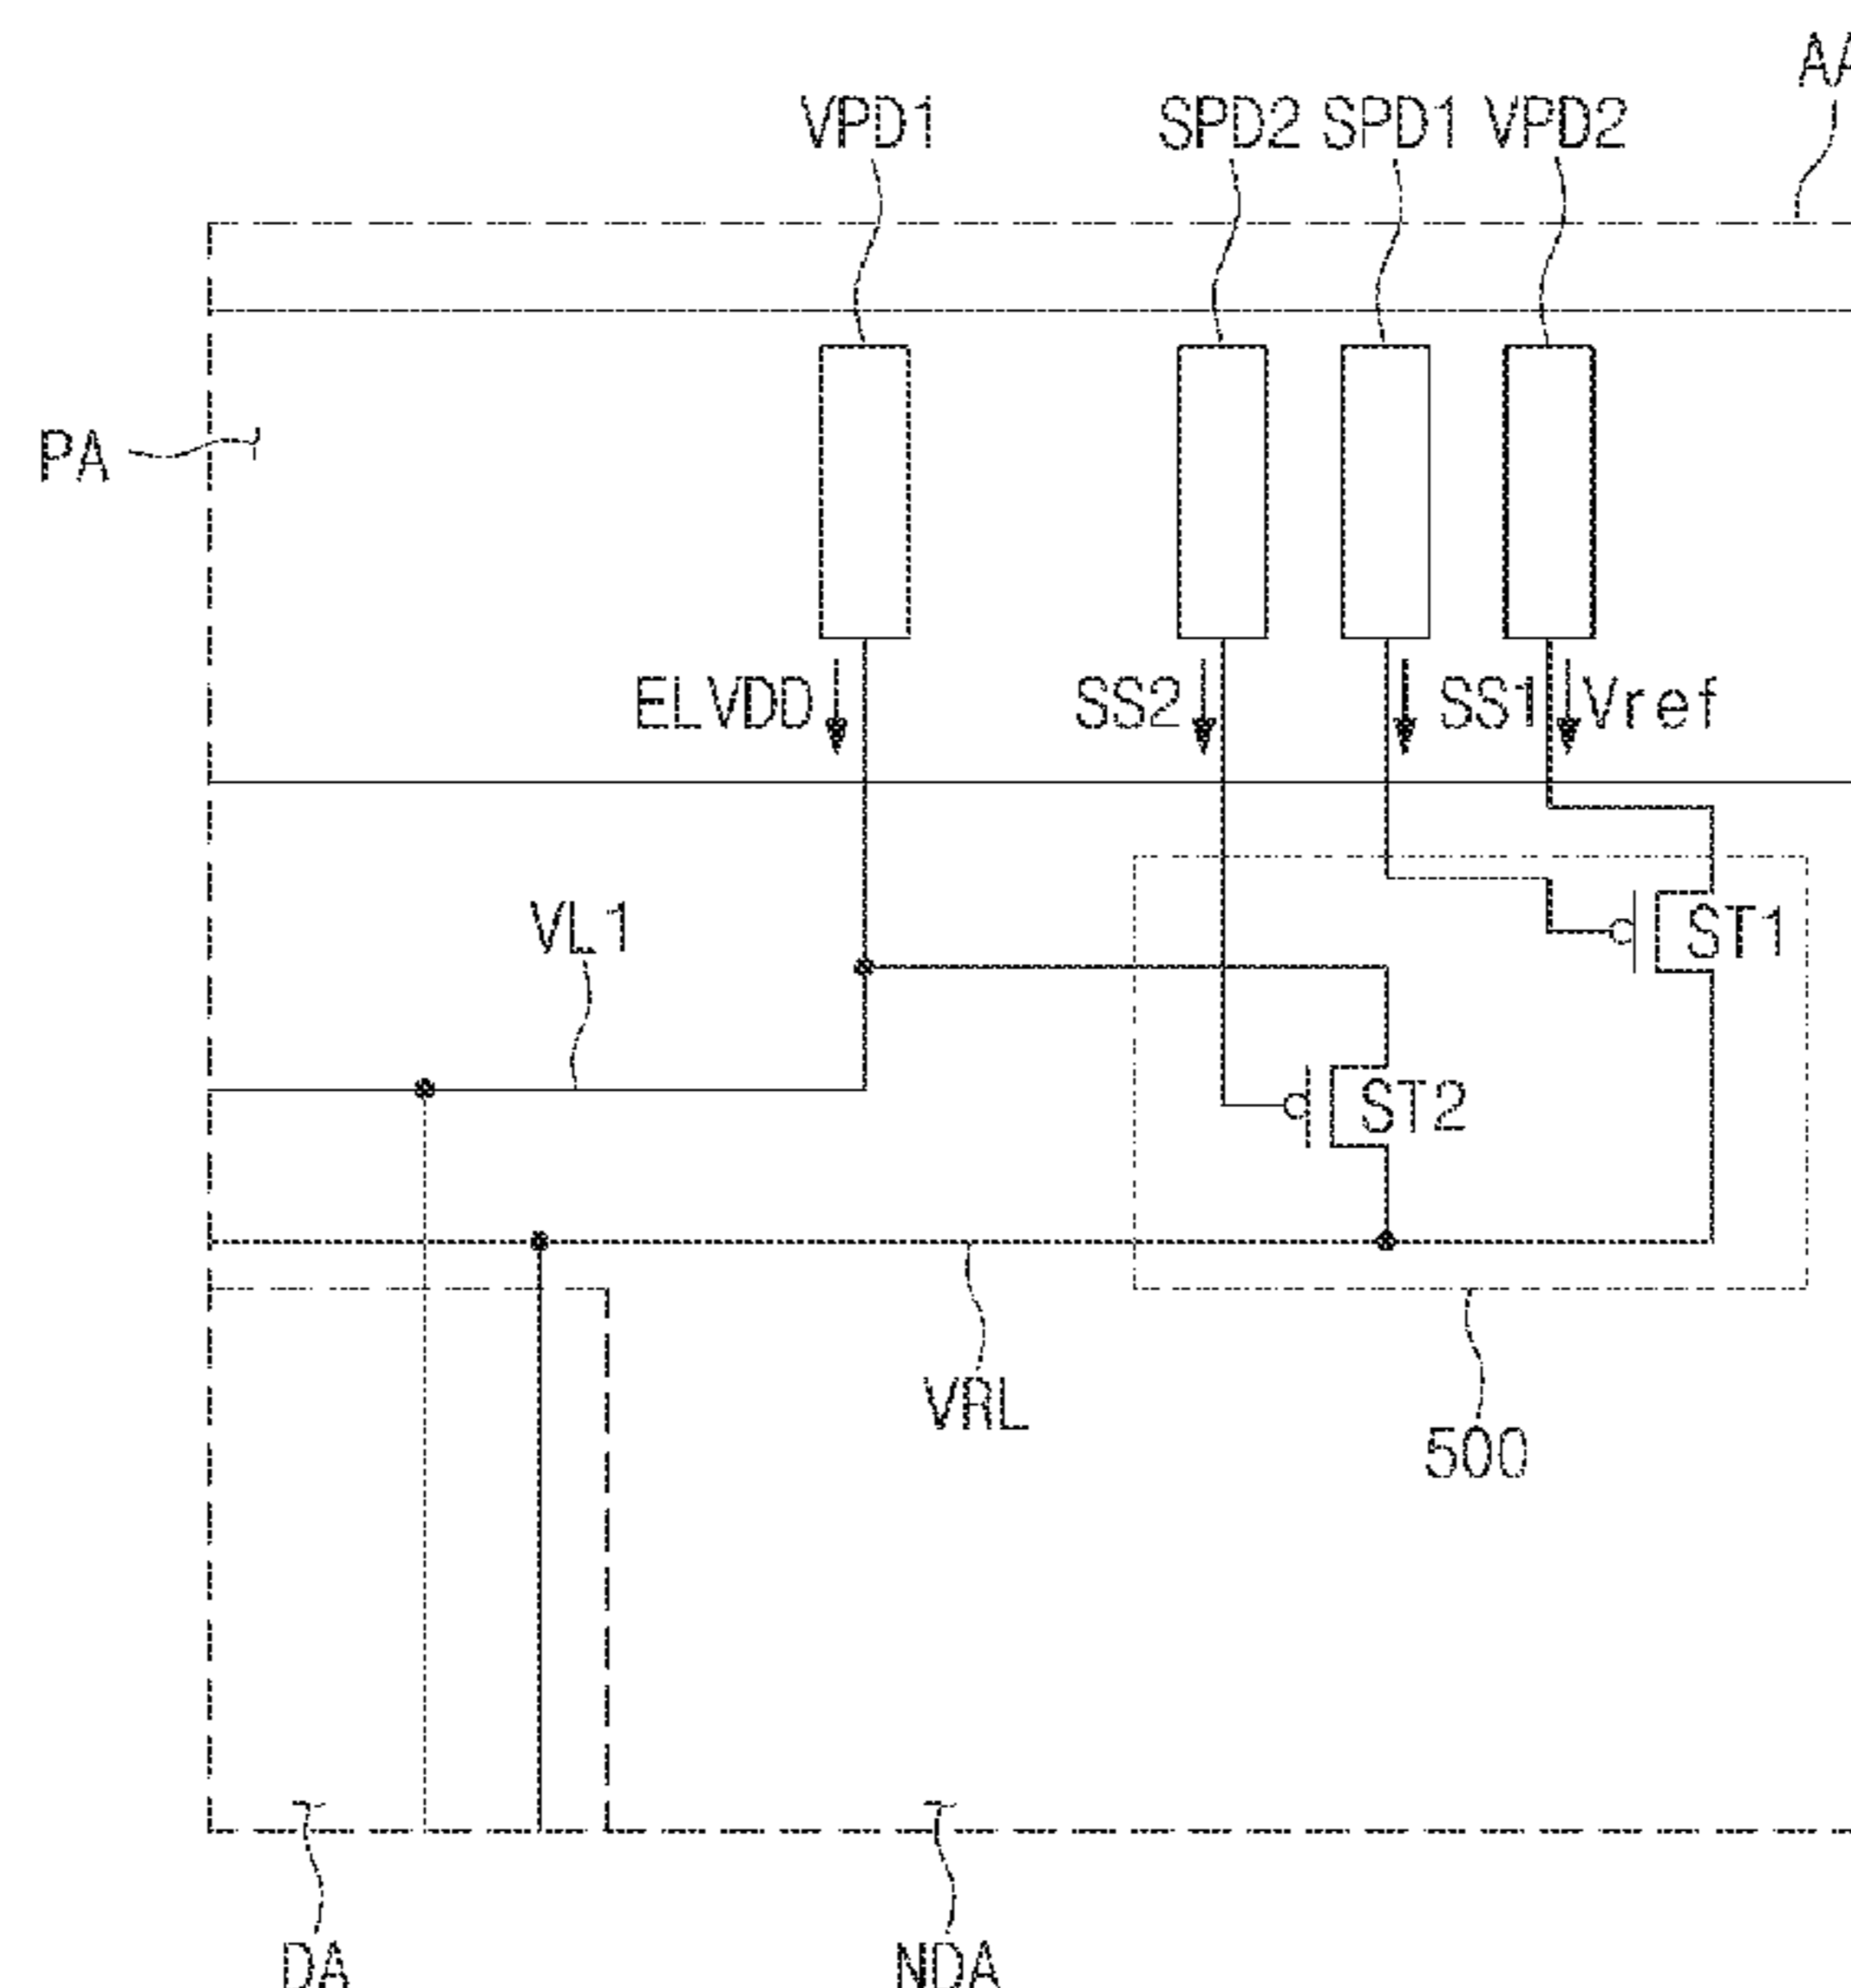 AA
VPD1 SPD2 SPD1 VPD2
PA
ELVDD SS2 SS1 Vref
VL1 ST1
ST2
VRL
500
DA NDA